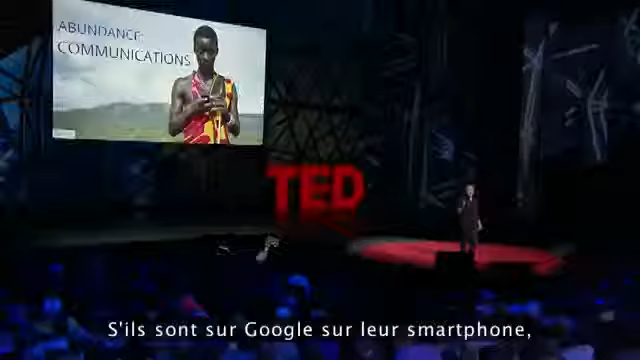 ABUNDANCE:
COMMUNICATIONS
TED
S'ils sont sur Google sur leur smartphone,